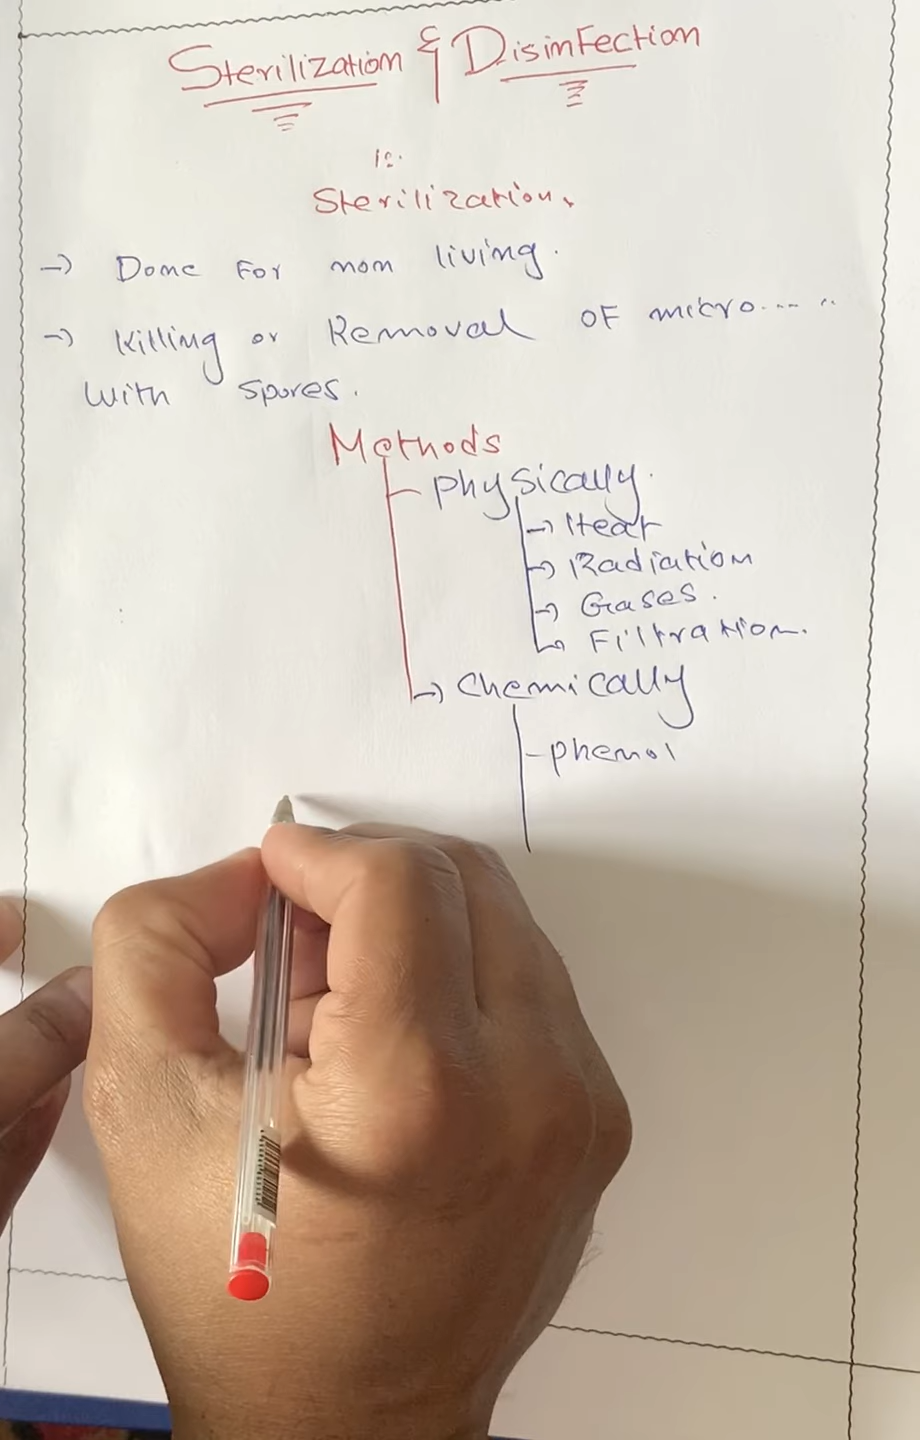 Sterilization & Disinfection
1:-
Sterilization.
→ Done For non living.
→ Killing or Removal OF micro.... ..
With spores.
Methods
physically.
→ Heat
→ Radiation
→ Gases.
→ Filtration.
→ Chemically
- phenol